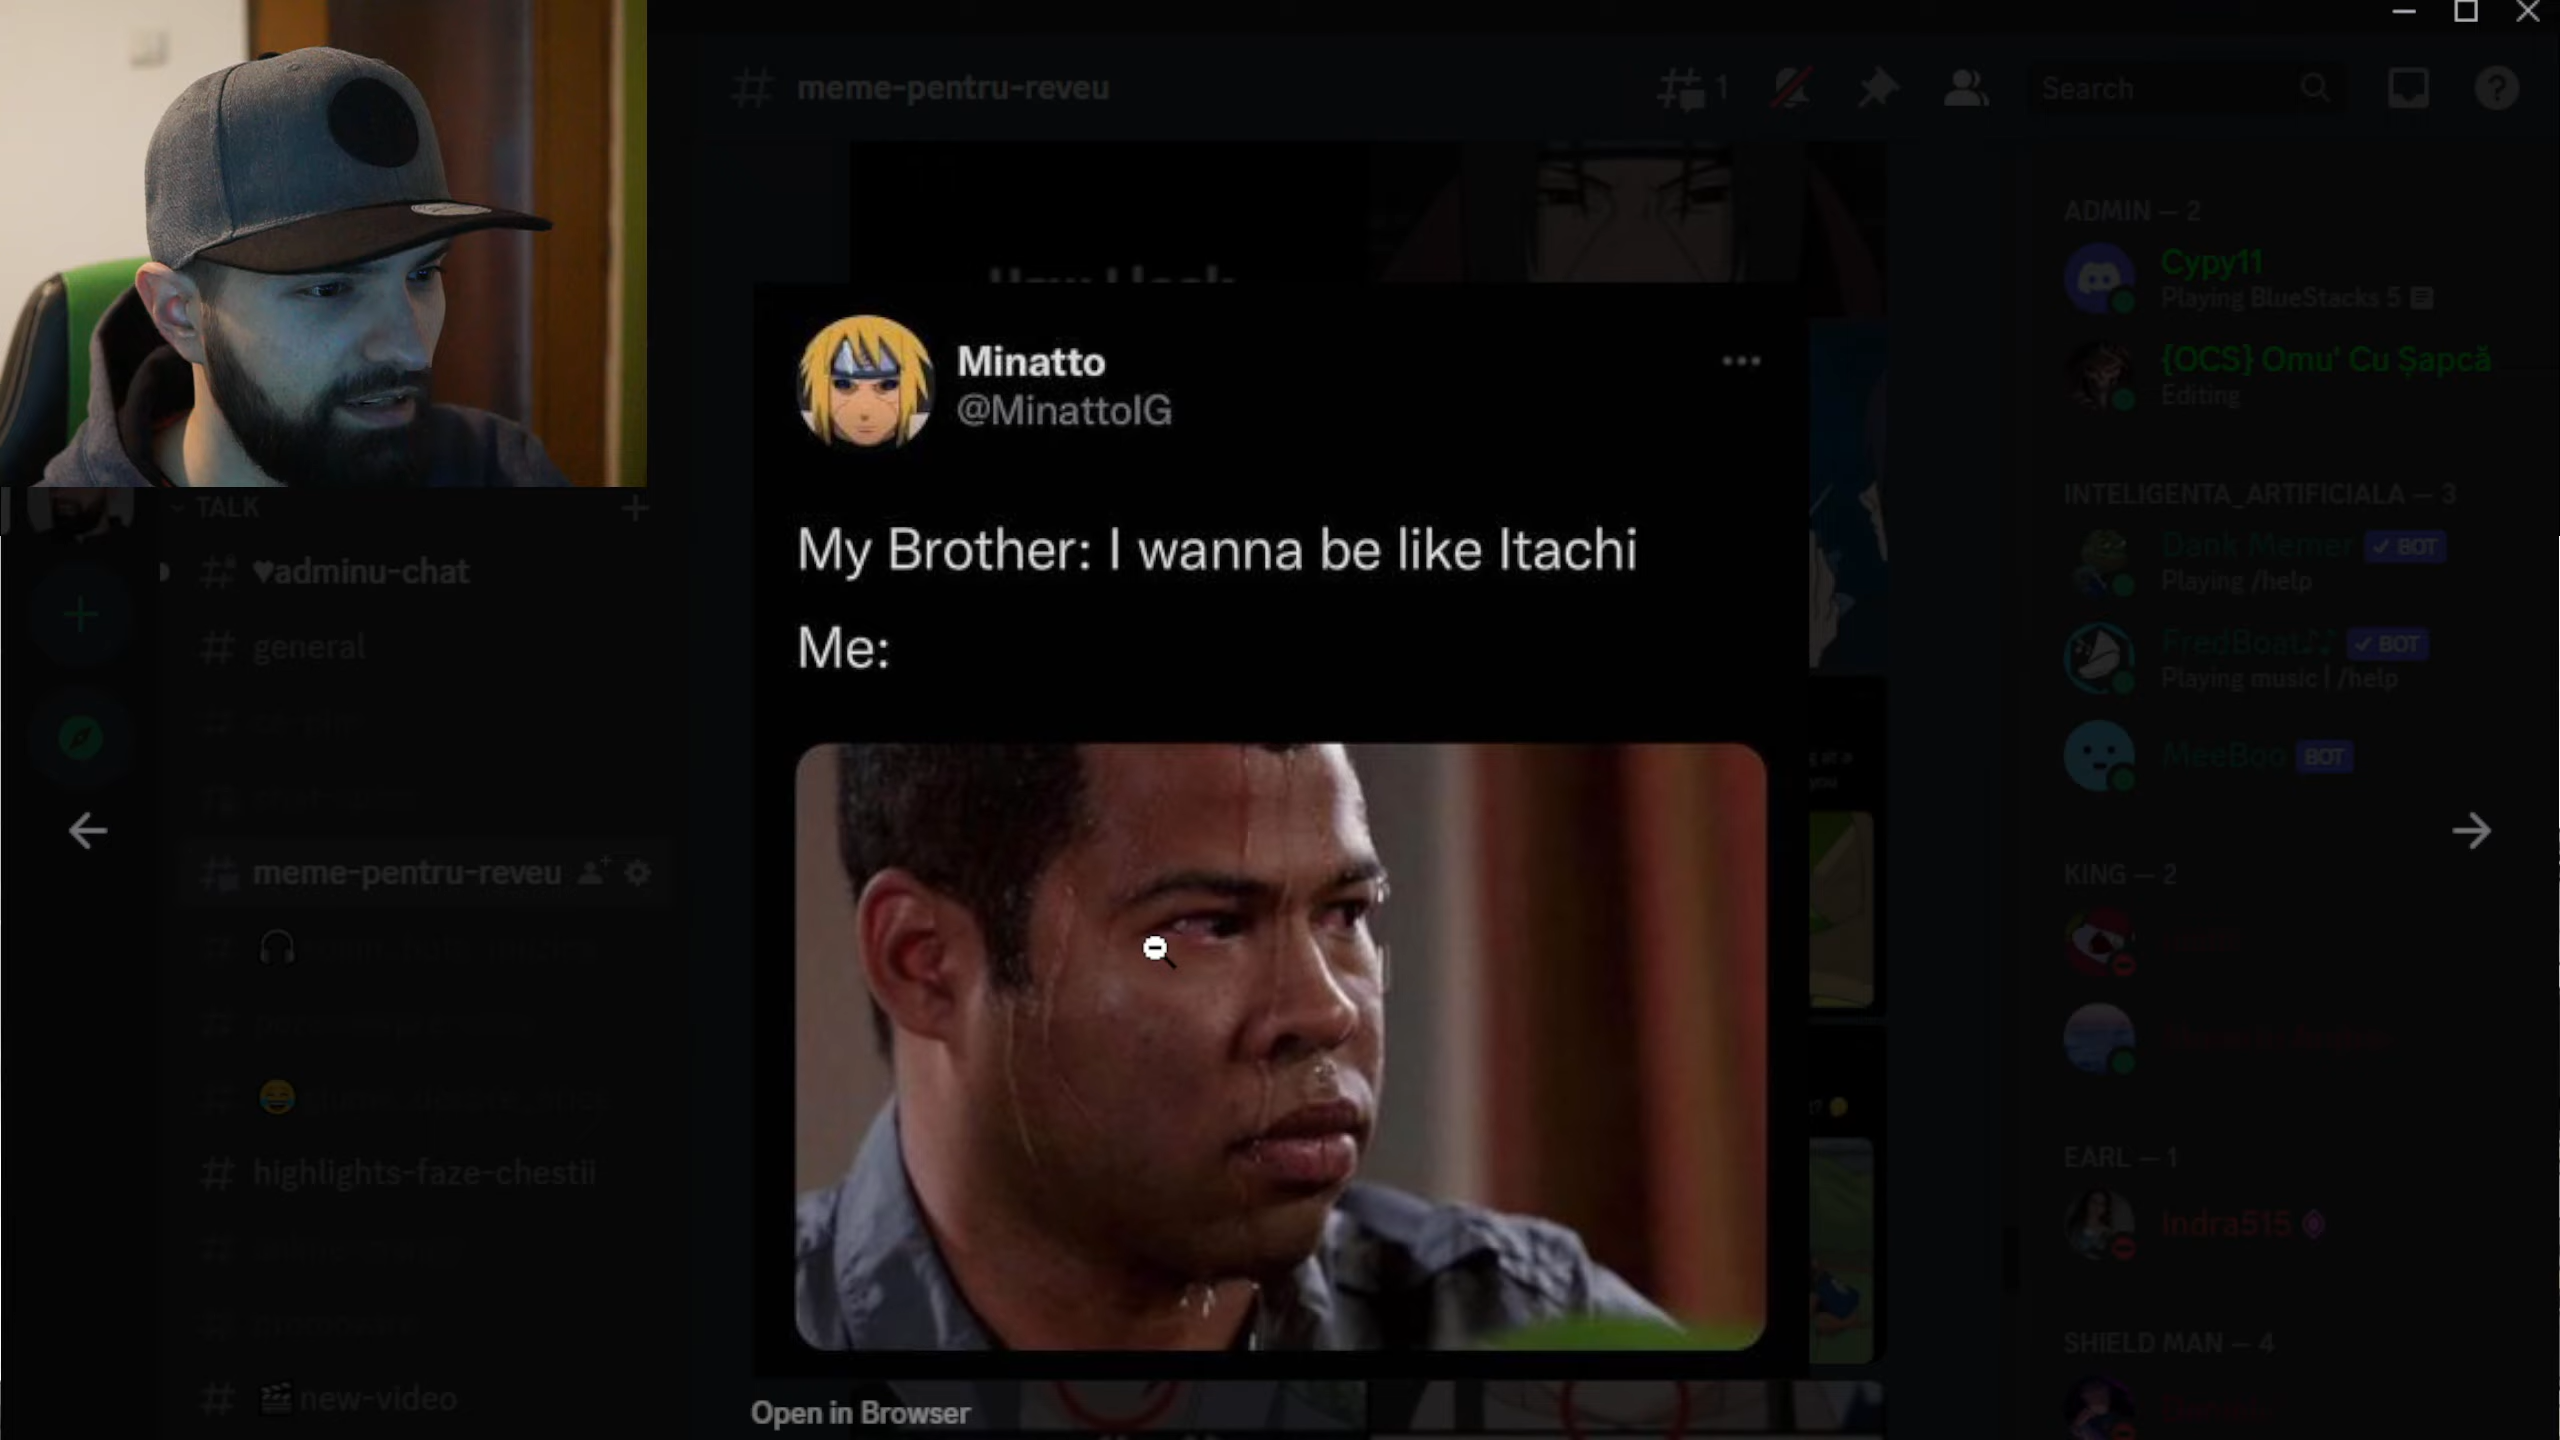 meme-pentru-reveu
1
Search
TALK
♥adminu-chat
general
meme-pentru-reveu
highlights-faze-chestii
new-video
Minatto
@MinattoIG
My Brother: I wanna be like Itachi
Me:
Open in Browser
ADMIN — 2
Cypy11
Playing BlueStacks 5
{OCS} Omu' Cu Șapcă
Editing
INTELIGENTA_ARTIFICIALA — 3
Dank Memer ✓ BOT
Playing /help
FredBoat♪♪ ✓ BOT
Playing music | /help
MeeBoo BOT
KING — 2
EARL — 1
Indra515
SHIELD MAN — 4